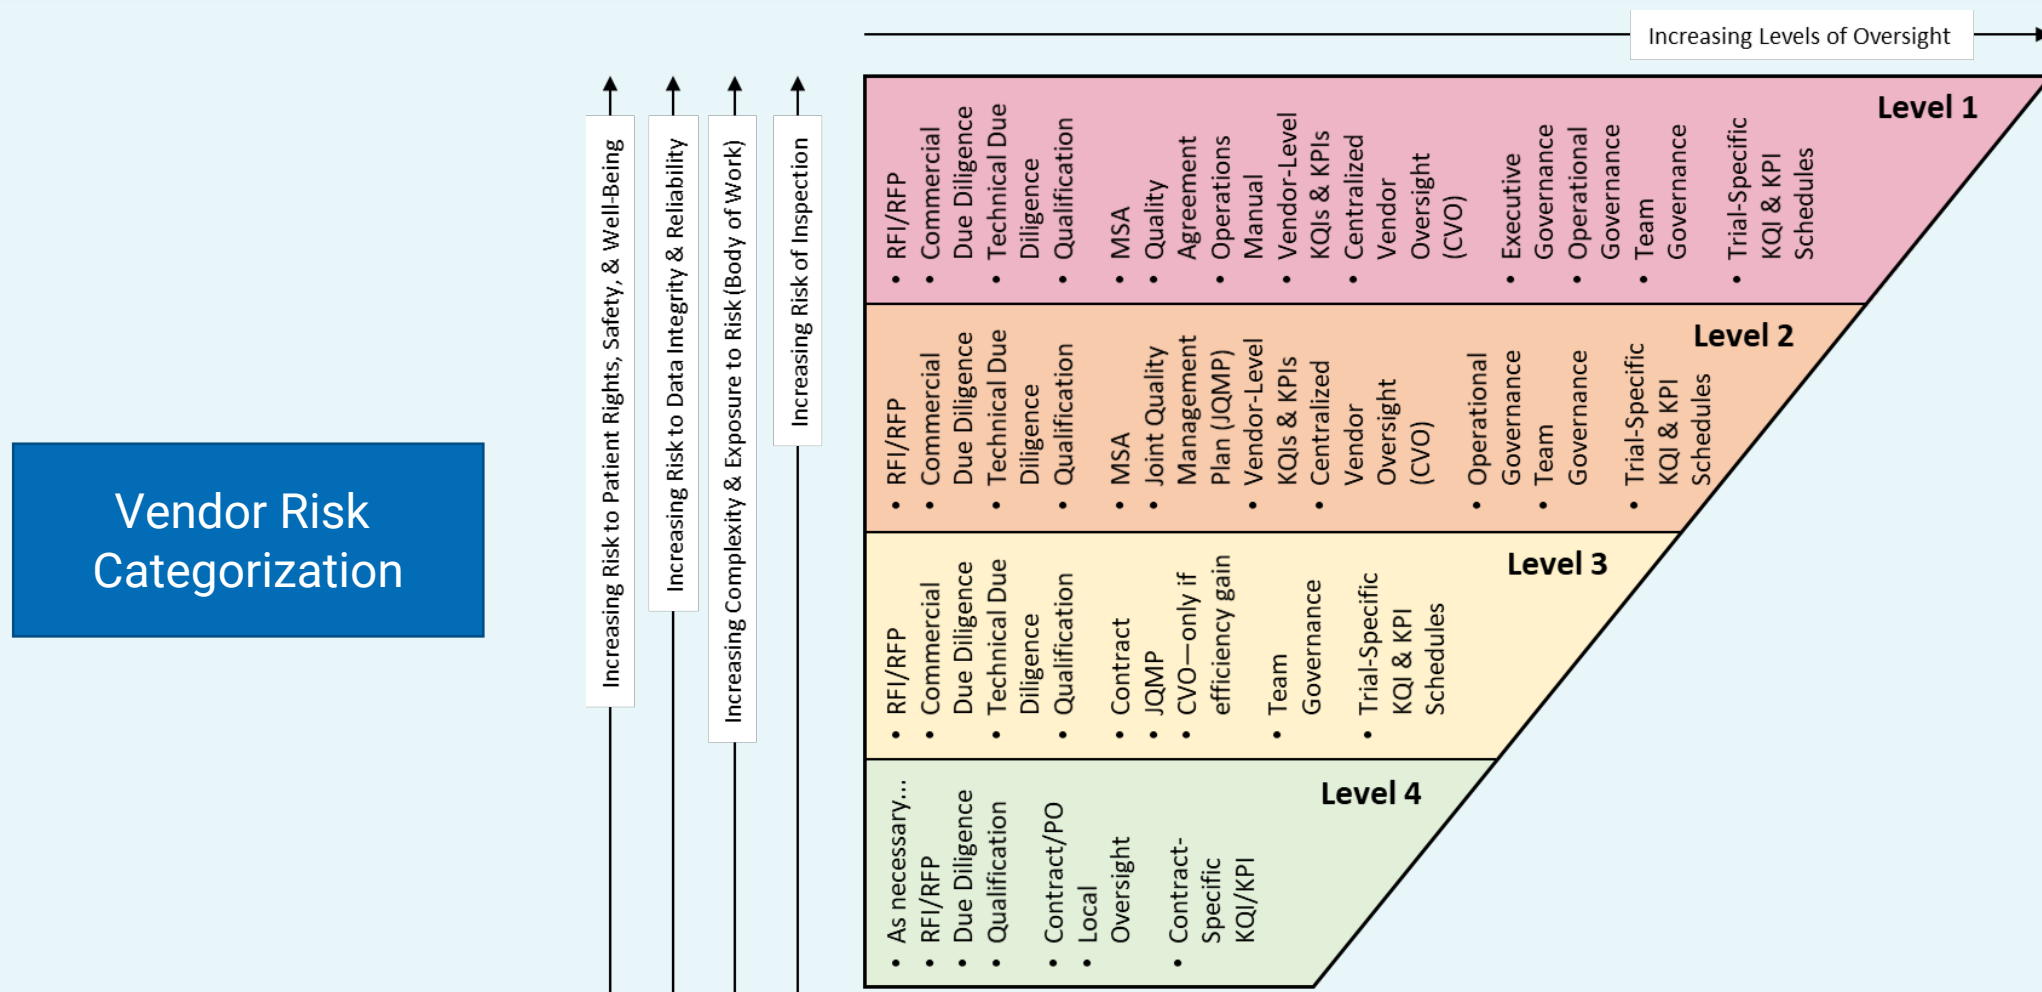 Increasing Levels of Oversight
Vendor Risk
Categorization
Increasing Risk to Patient Rights, Safety, & Well-Being
Increasing Risk to Data Integrity & Reliability
Increasing Complexity & Exposure to Risk (Body of Work)
Increasing Risk of Inspection
Level 1
• RFI/RFP
• Commercial
Due Diligence
• Technical Due
Diligence
• Qualification
• MSA
• Quality
Agreement
• Operations
Manual
• Vendor-Level
KQIs & KPIs
• Centralized
Vendor
Oversight
(CVO)
• Executive
Governance
• Operational
Governance
• Team
Governance
• Trial-Specific
KQI & KPI
Schedules
Level 2
• RFI/RFP
• Commercial
Due Diligence
• Technical Due
Diligence
• Qualification
• MSA
• Joint Quality
Management
Plan (JQMP)
• Vendor-Level
KQIs & KPIs
• Centralized
Vendor
Oversight
(CVO)
• Operational
Governance
• Team
Governance
• Trial-Specific
KQI & KPI
Schedules
Level 3
• RFI/RFP
• Commercial
Due Diligence
• Technical Due
Diligence
• Qualification
• Contract
• JQMP
• CVO—only if
efficiency gain
• Team
Governance
• Trial-Specific
KQI & KPI
Schedules
Level 4
• As necessary...
• RFI/RFP
• Due Diligence
• Qualification
• Contract/PO
• Local
Oversight
• Contract-
Specific
KQI/KPI